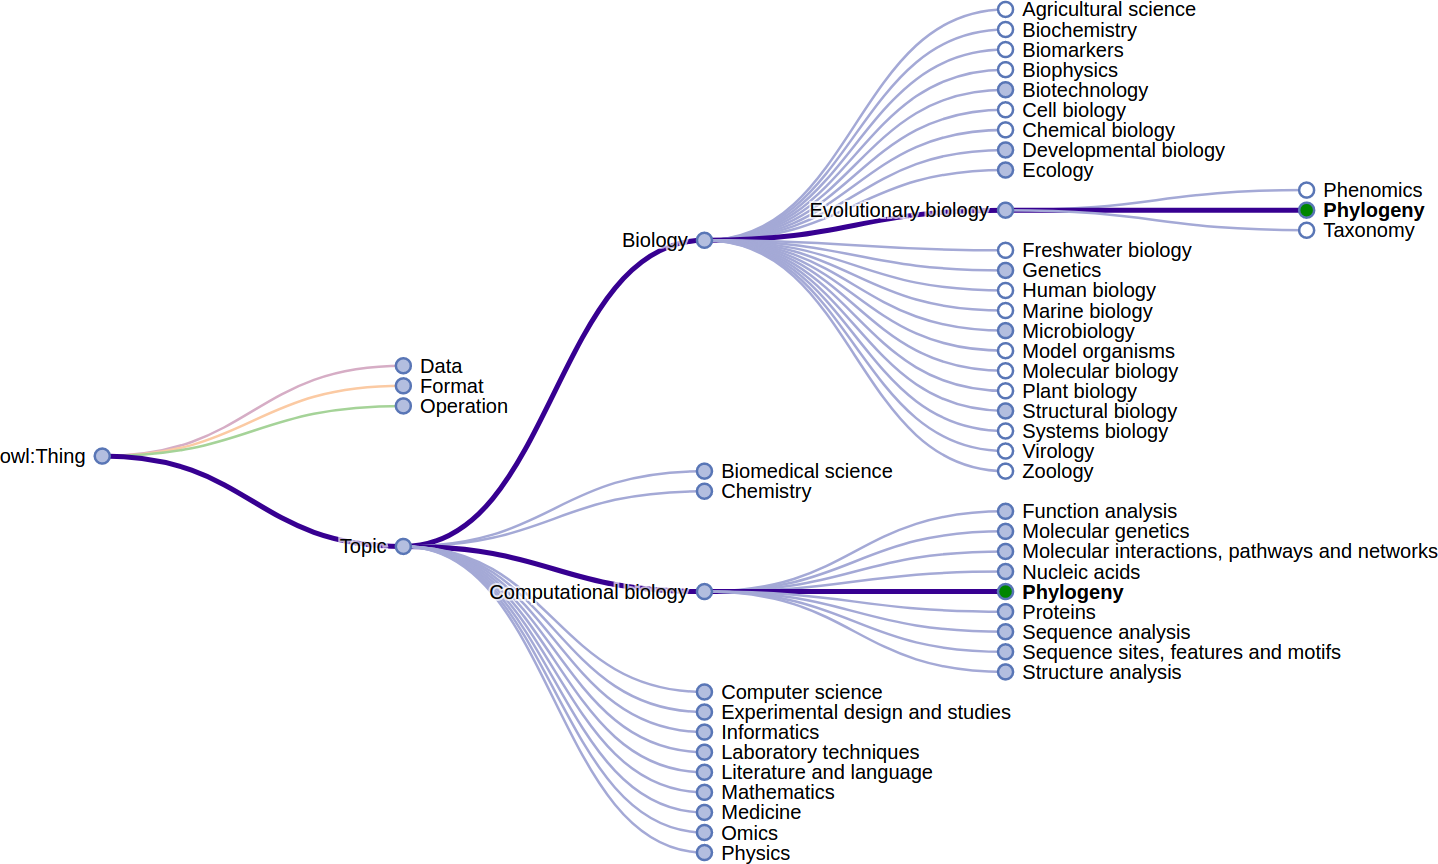 owl:Thing
Data
Format
Operation
Topic
Biology
Agricultural science
Biochemistry
Biomarkers
Biophysics
Biotechnology
Cell biology
Chemical biology
Developmental biology
Ecology
Evolutionary biology
Phenomics
Phylogeny
Taxonomy
Freshwater biology
Genetics
Human biology
Marine biology
Microbiology
Model organisms
Molecular biology
Plant biology
Structural biology
Systems biology
Virology
Zoology
Biomedical science
Chemistry
Computational biology
Function analysis
Molecular genetics
Molecular interactions, pathways and networks
Nucleic acids
Phylogeny
Proteins
Sequence analysis
Sequence sites, features and motifs
Structure analysis
Computer science
Experimental design and studies
Informatics
Laboratory techniques
Literature and language
Mathematics
Medicine
Omics
Physics